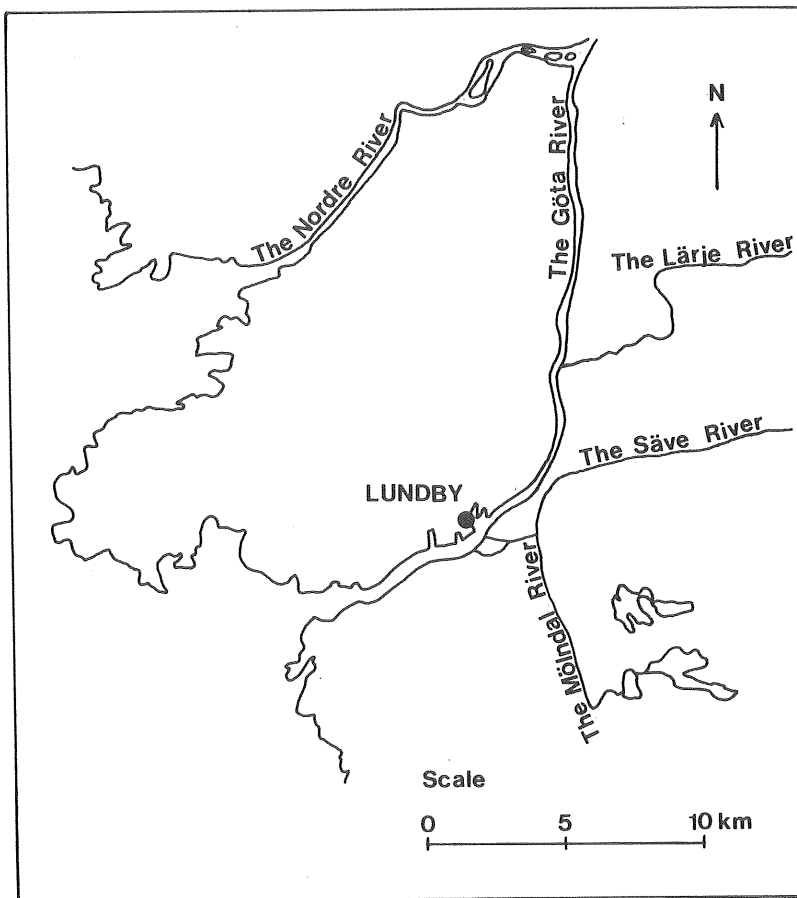 N
The Nordre River
The Göta River
The Lärje River
The Säve River
LUNDBY
The Mölndal River
Scale
0 5 10 km